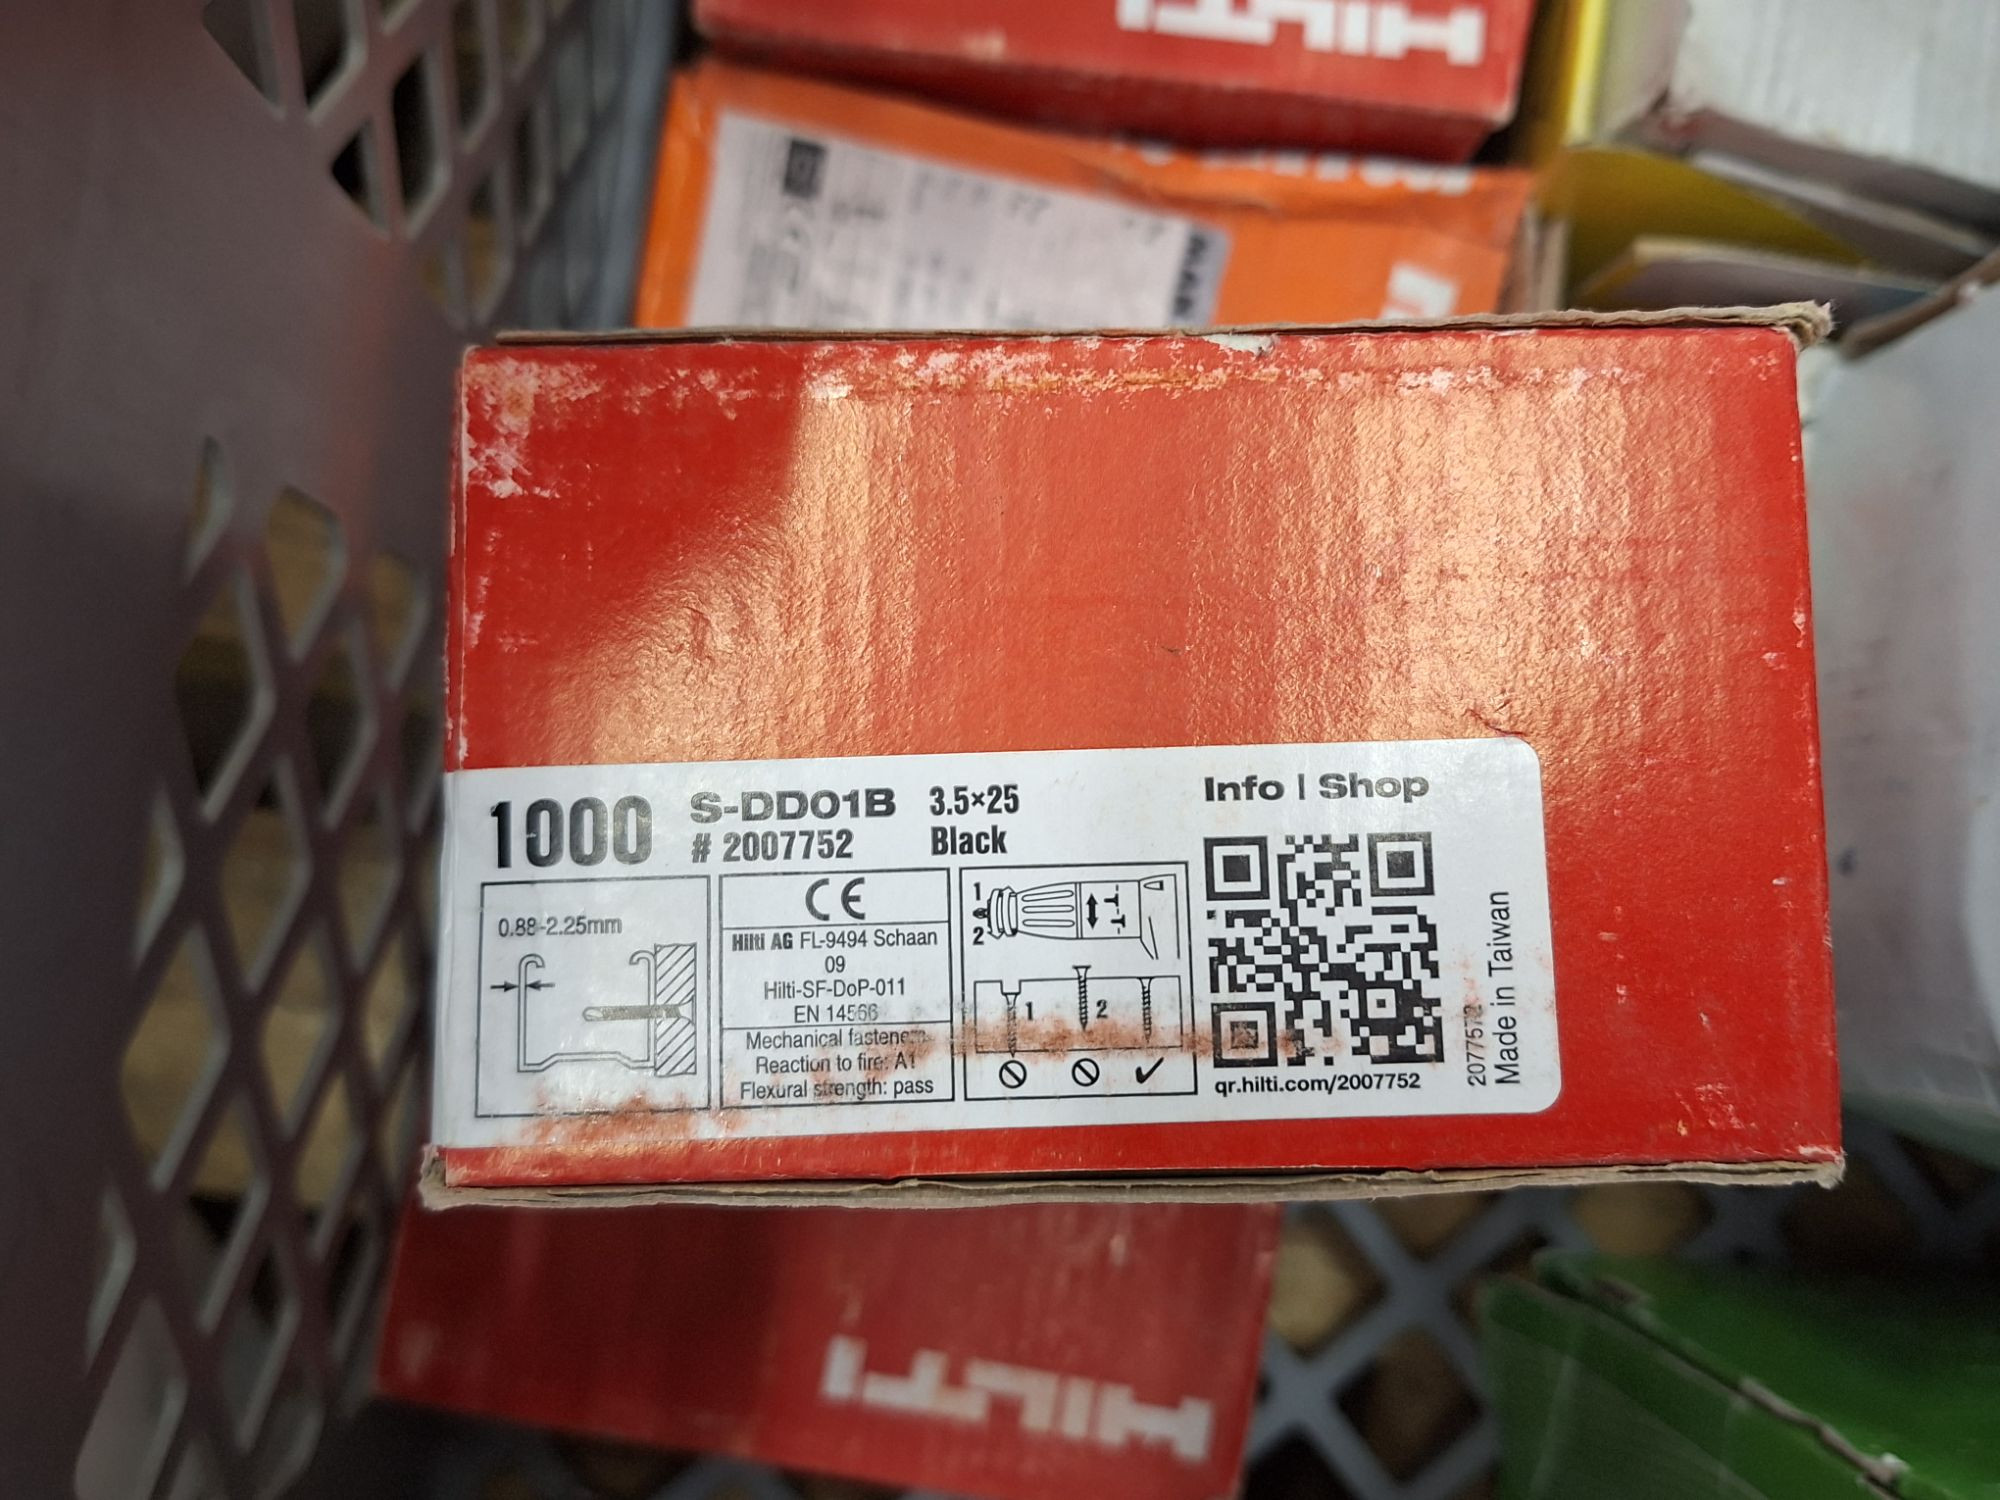 HILTI
1000
S-DD01B
# 2007752
3.5×25
Black
Info | Shop
0.88-2.25mm
CE
Hilti AG FL-9494 Schaan
09
Hilti-SF-DoP-011
EN 14566
Mechanical fasteners
Reaction to fire: A1
Flexural strength: pass
1
2
T T
1
2
qr.hilti.com/2007752
2077572
Made in Taiwan
HILTI